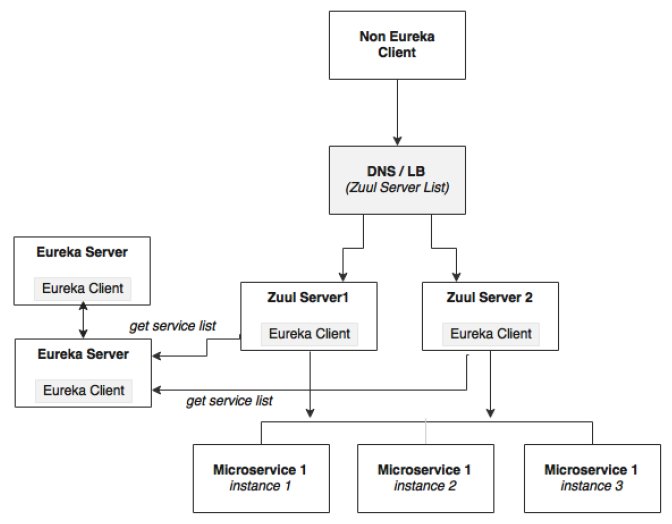 Non Eureka
Client
DNS / LB
(Zuul Server List)
Eureka Server
Eureka Client
Zuul Server1
Eureka Client
Zuul Server 2
Eureka Client
get service list
Eureka Server
Eureka Client
get service list
Microservice 1
instance 1
Microservice 1
instance 2
Microservice 1
instance 3